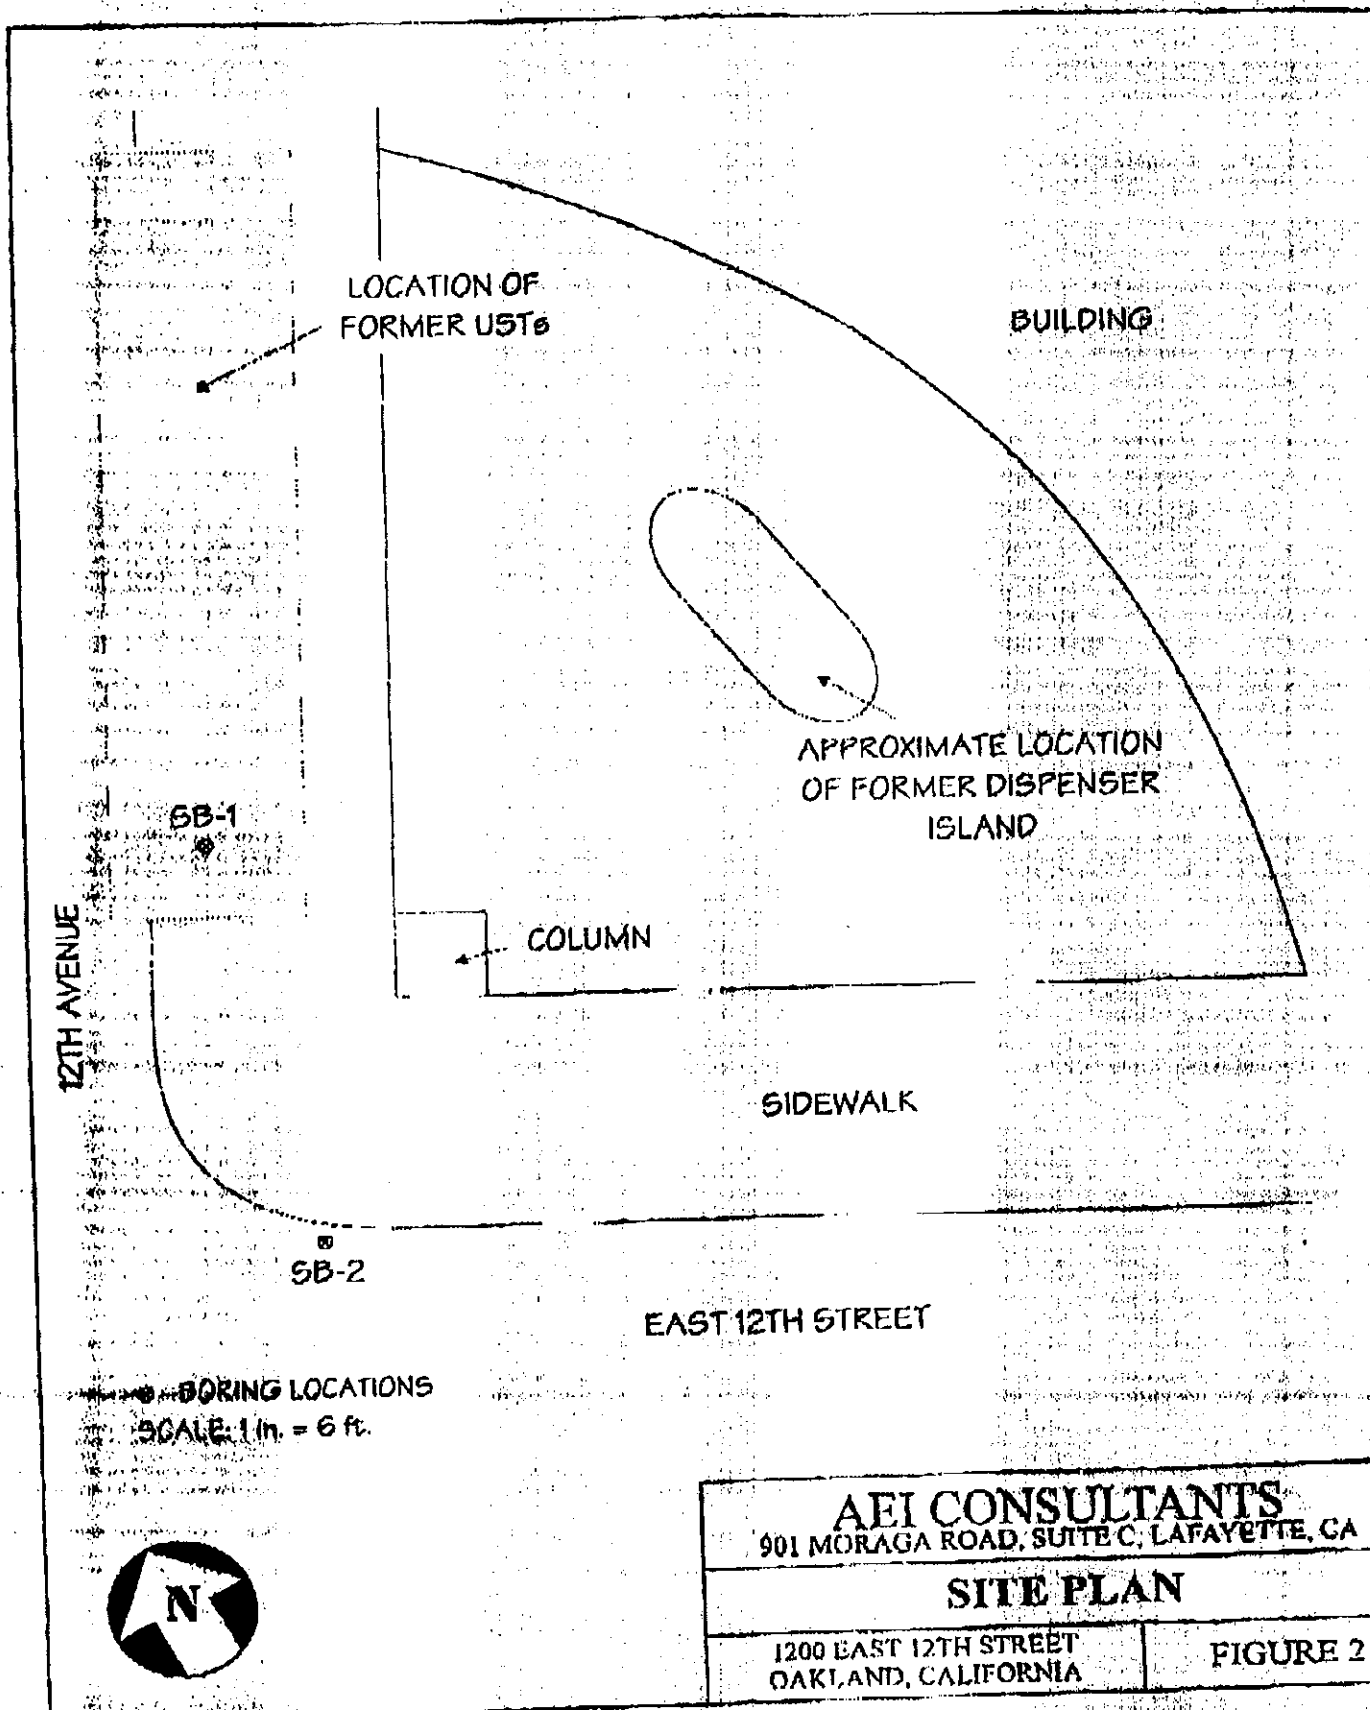 LOCATION OF
FORMER USTs
BUILDING
APPROXIMATE LOCATION
OF FORMER DISPENSER
ISLAND
SB-1
COLUMN
12TH AVENUE
SIDEWALK
SB-2
EAST 12TH STREET
BORING LOCATIONS
SCALE: 1 in. = 6 ft.
N
AEI CONSULTANTS
901 MORAGA ROAD, SUITE C, LAFAYETTE, CA
SITE PLAN
1200 EAST 12TH STREET
OAKLAND, CALIFORNIA
FIGURE 2